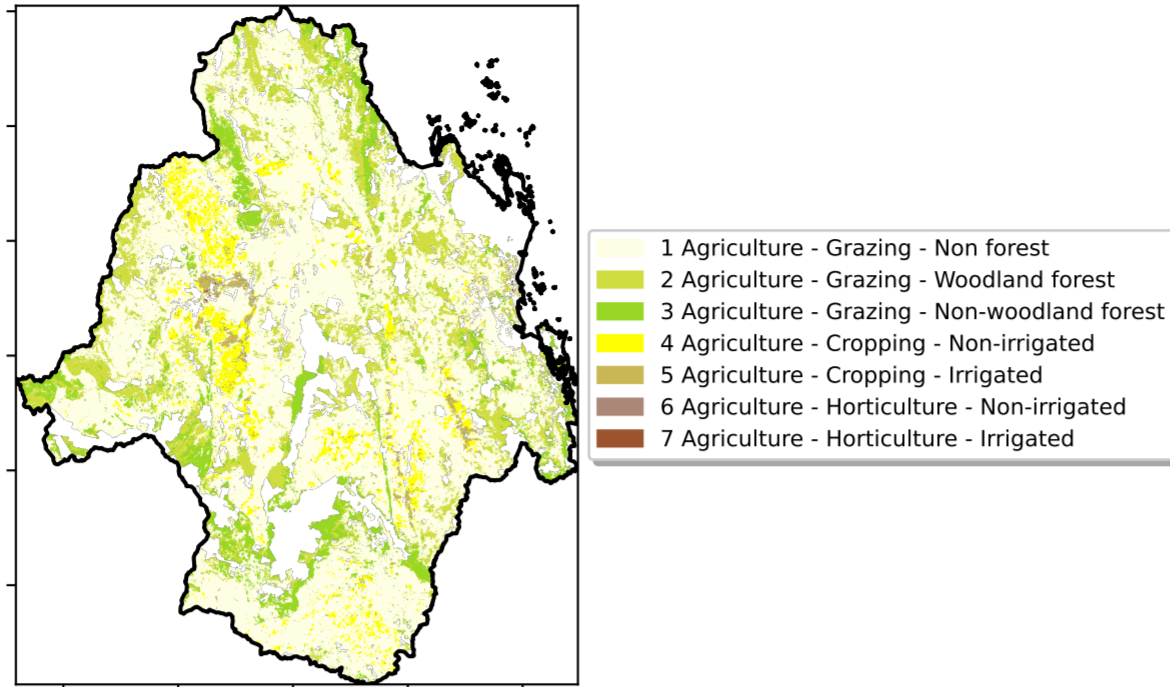 1 Agriculture - Grazing - Non forest
2 Agriculture - Grazing - Woodland forest
3 Agriculture - Grazing - Non-woodland forest
4 Agriculture - Cropping - Non-irrigated
5 Agriculture - Cropping - Irrigated
6 Agriculture - Horticulture - Non-irrigated
7 Agriculture - Horticulture - Irrigated